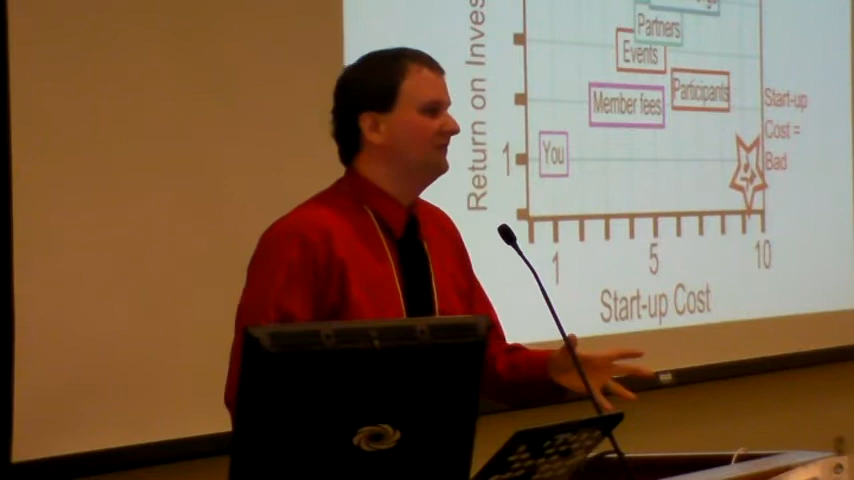 Return on Inves
Partners
Events
Participants
Member fees
Start-up
Cost =
Bad
You
1
1
5
10
Start-up Cost